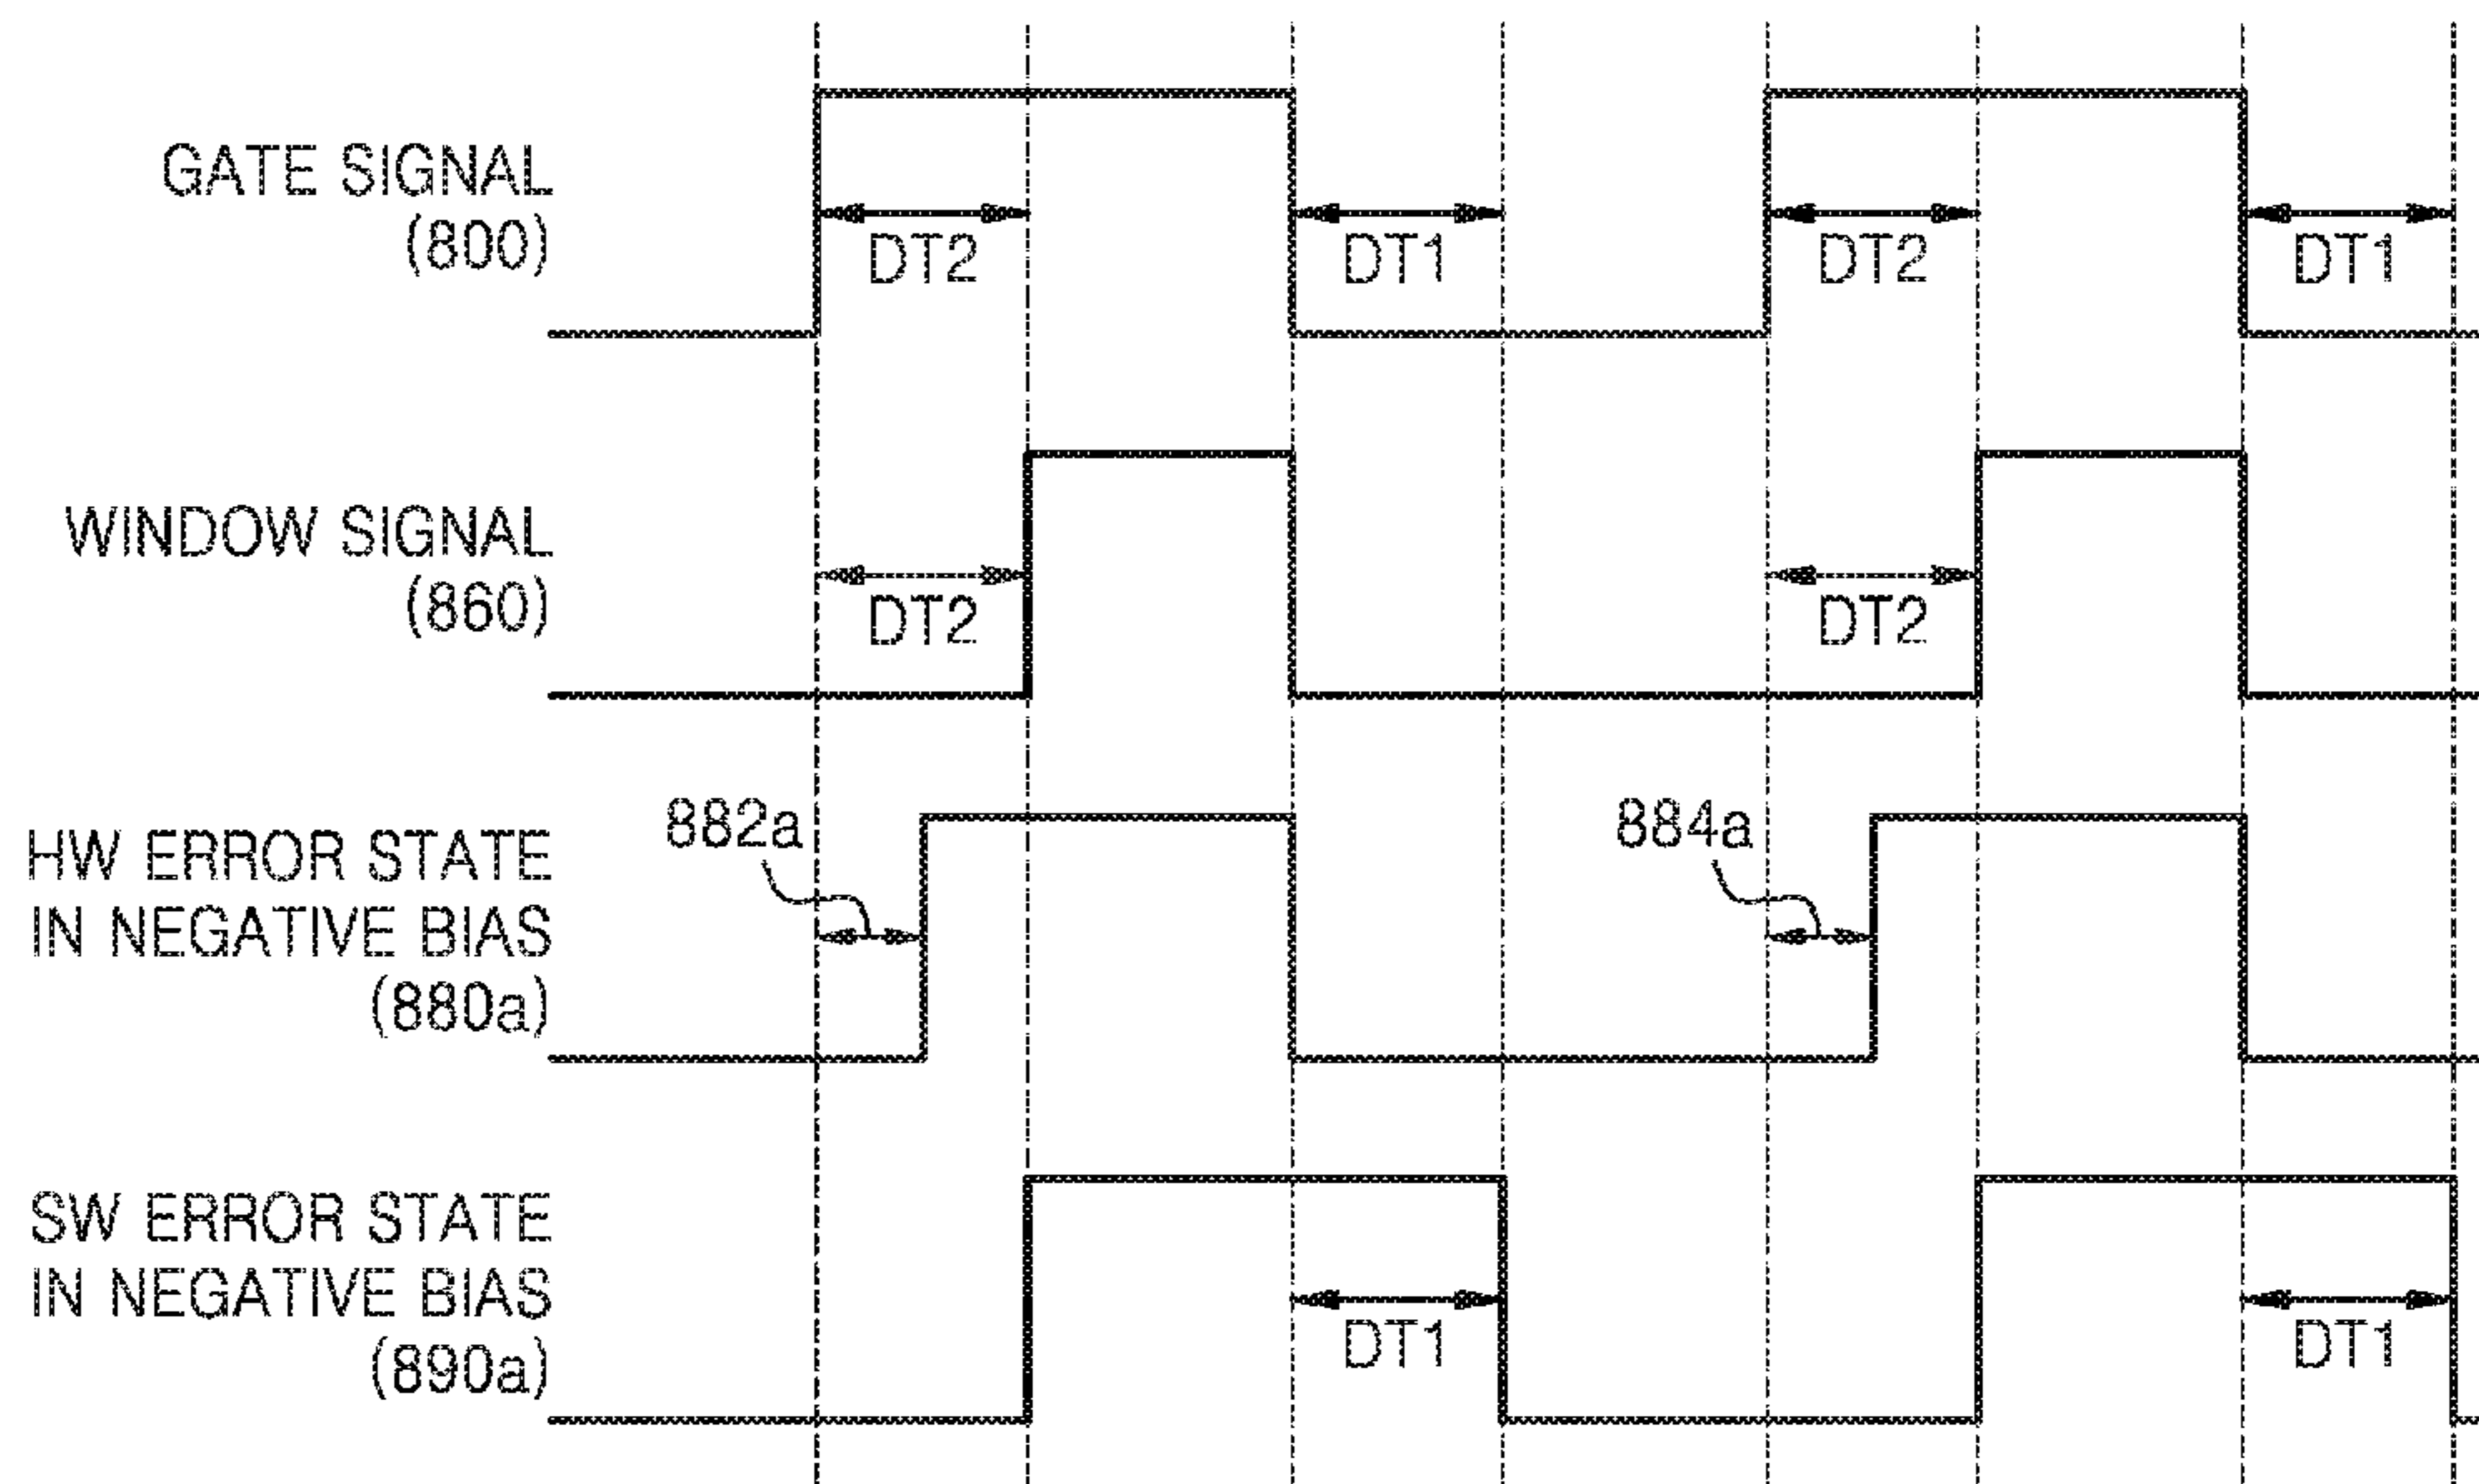 GATE SIGNAL
(800)
DT2
DT1
DT2
DT1
WINDOW SIGNAL
(860)
DT2
DT2
HW ERROR STATE
IN NEGATIVE BIAS
(880a)
882a
884a
SW ERROR STATE
IN NEGATIVE BIAS
(890a)
DT1
DT1